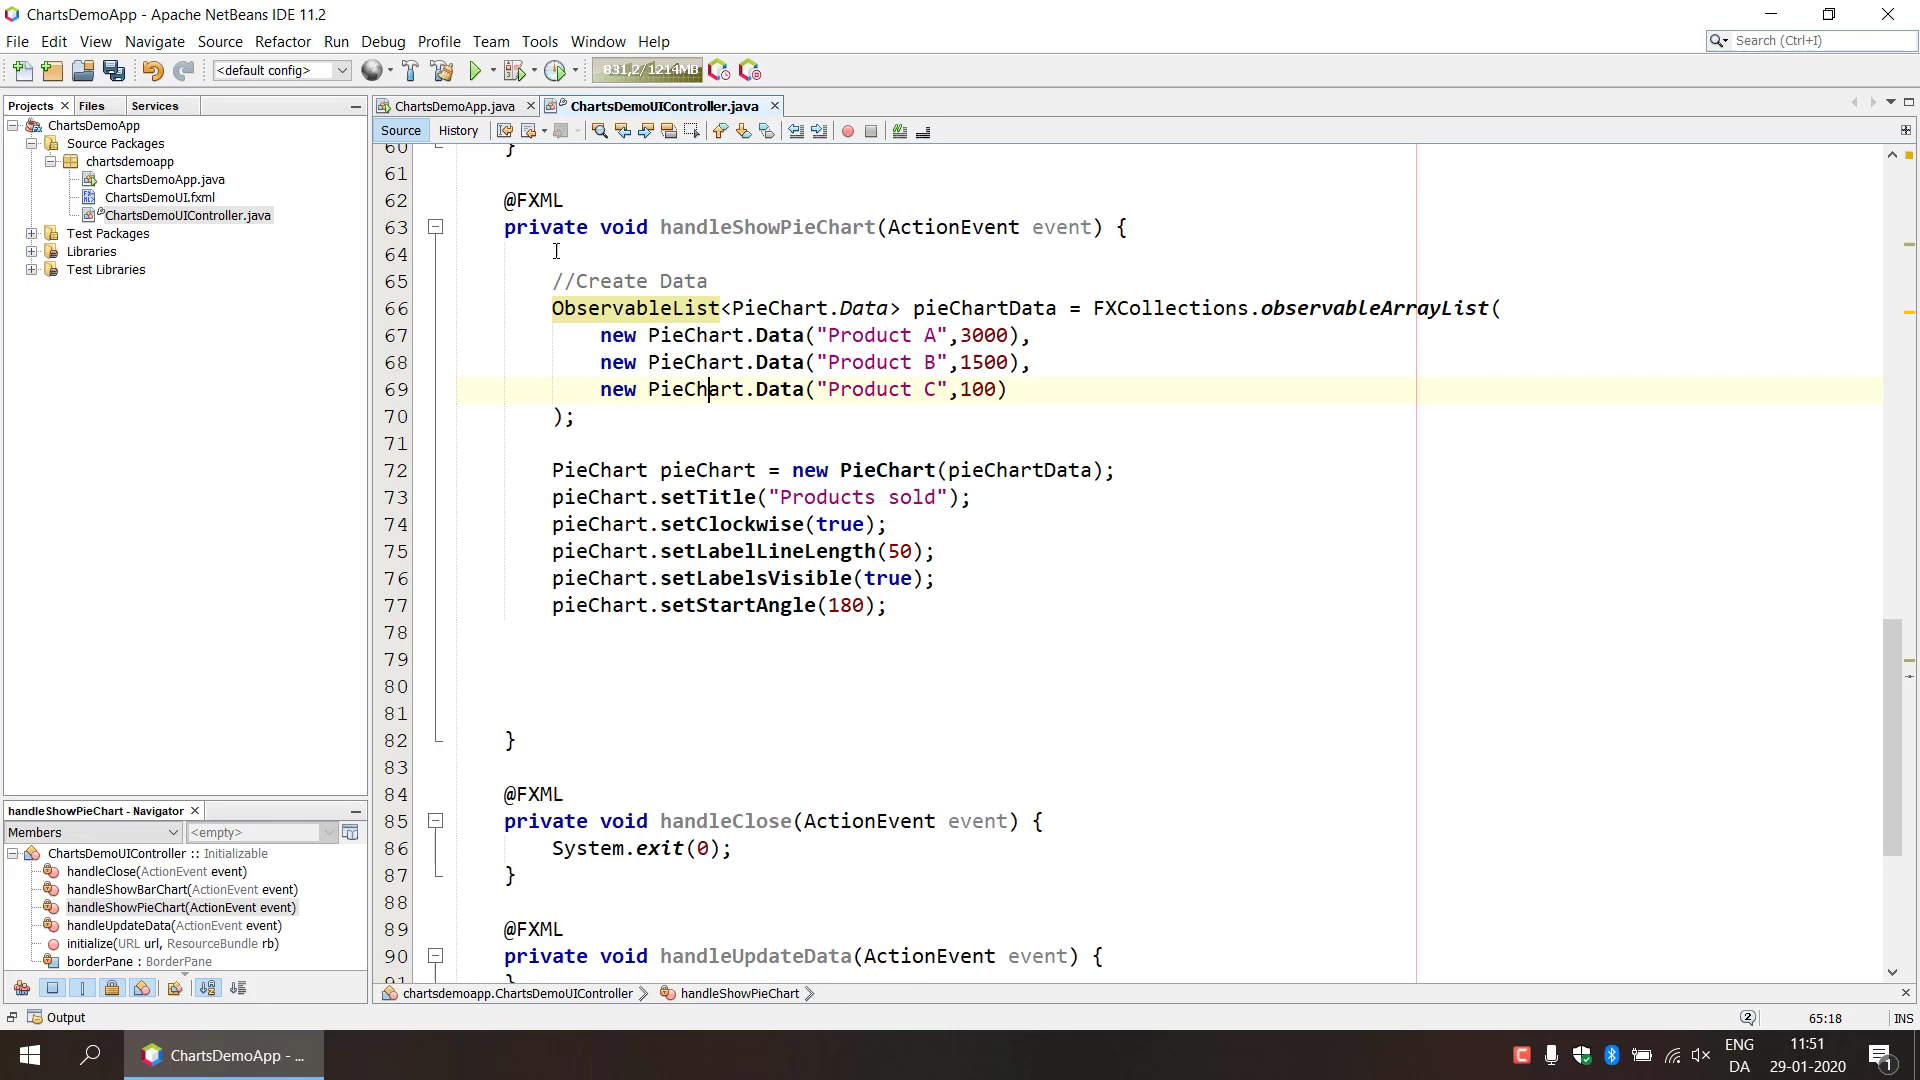 ChartsDemoApp - Apache NetBeans IDE 11.2
File Edit View Navigate Source Refactor Run Debug Profile Team Tools Window Help
Search (Ctrl+I)
<default config>
831,2/1214MB
Projects Files Services
ChartsDemoApp.java ChartsDemoUIController.java
Source History
ChartsDemoApp
Source Packages
chartsdemoapp
ChartsDemoApp.java
ChartsDemoUI.fxml
ChartsDemoUIController.java
Test Packages
Libraries
Test Libraries
60 }
61
62 @FXML
63 private void handleShowPieChart(ActionEvent event) {
64
65 //Create Data
66 ObservableList<PieChart.Data> pieChartData = FXCollections.observableArrayList(
67 new PieChart.Data("Product A",3000),
68 new PieChart.Data("Product B",1500),
69 new PieChart.Data("Product C",100)
70 );
71
72 PieChart pieChart = new PieChart(pieChartData);
73 pieChart.setTitle("Products sold");
74 pieChart.setClockwise(true);
75 pieChart.setLabelLineLength(50);
76 pieChart.setLabelsVisible(true);
77 pieChart.setStartAngle(180);
78
79
80
81
82 }
83
84 @FXML
85 private void handleClose(ActionEvent event) {
86 System.exit(0);
87 }
88
89 @FXML
90 private void handleUpdateData(ActionEvent event) {
91 }
handleShowPieChart - Navigator
Members <empty>
ChartsDemoUIController :: Initializable
handleClose(ActionEvent event)
handleShowBarChart(ActionEvent event)
handleShowPieChart(ActionEvent event)
handleUpdateData(ActionEvent event)
initialize(URL url, ResourceBundle rb)
borderPane : BorderPane
chartsdemoapp.ChartsDemoUIController handleShowPieChart
Output
2 65:18 INS
ChartsDemoApp - ...
ENG
DA
11:51
29-01-2020
1